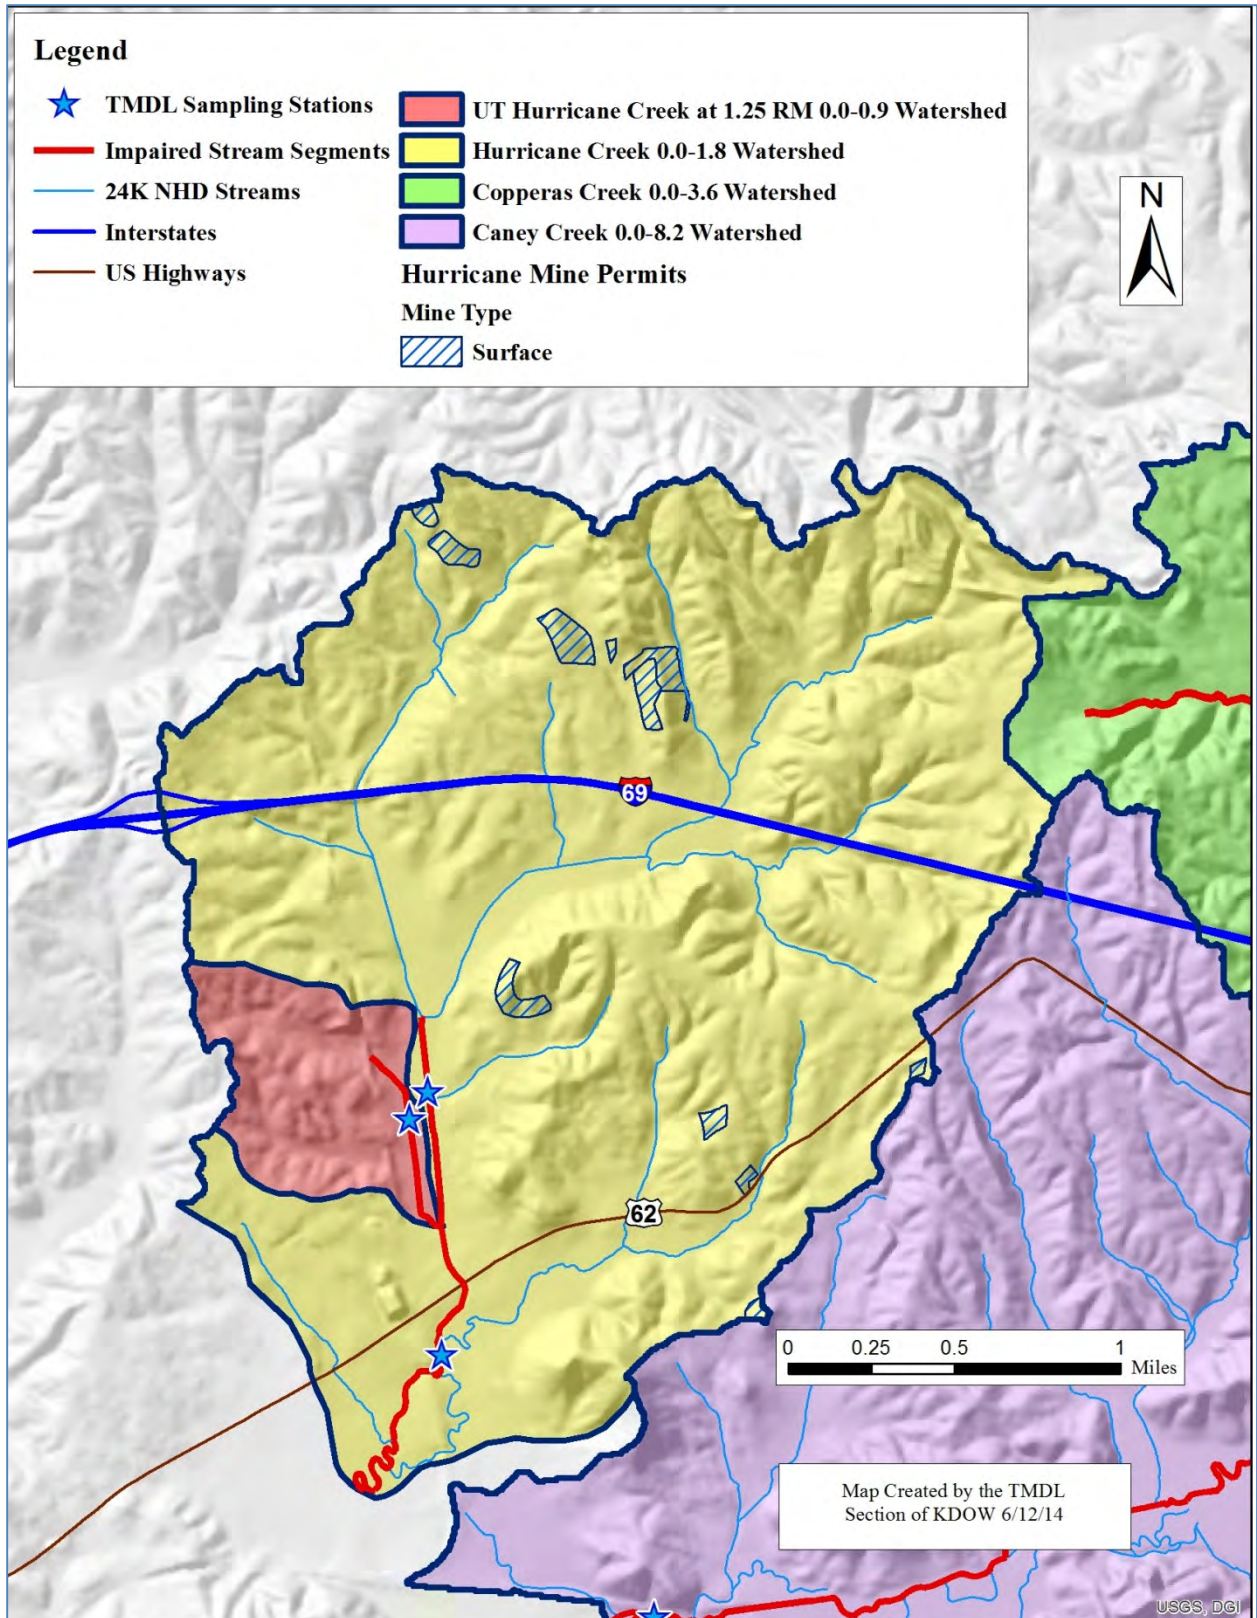 Legend
TMDL Sampling Stations
Impaired Stream Segments
24K NHD Streams
Interstates
US Highways
UT Hurricane Creek at 1.25 RM 0.0-0.9 Watershed
Hurricane Creek 0.0-1.8 Watershed
Copperas Creek 0.0-3.6 Watershed
Caney Creek 0.0-8.2 Watershed
Hurricane Mine Permits
Mine Type
Surface
N
69
62
0 0.25 0.5 1
Miles
Map Created by the TMDL
Section of KDOW 6/12/14
USGS, DGI